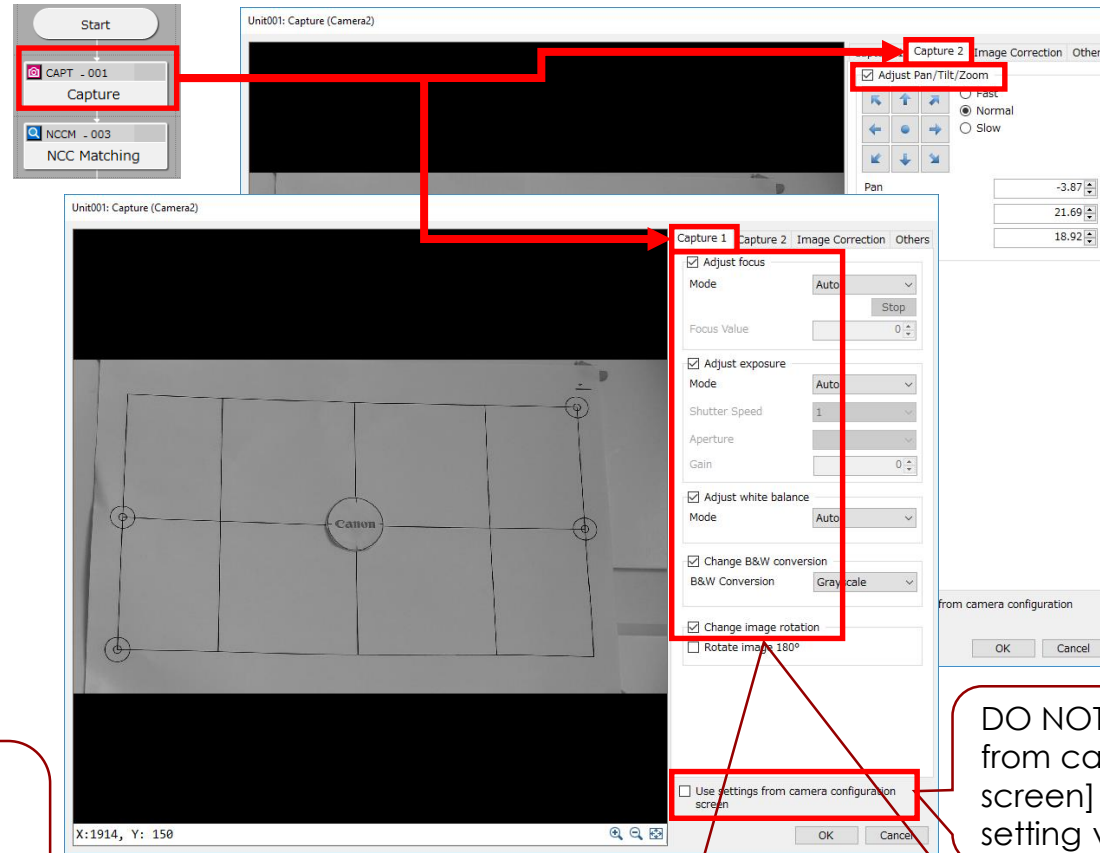 Start
CAPT - 001
Capture
NCCM - 003
NCC Matching
Unit001: Capture (Camera2)
Capture 2 Image Correction Other
Adjust Pan/Tilt/Zoom
Fast
Normal
Slow
Pan -3.87
21.69
18.92
from camera configuration
OK Cancel
Unit001: Capture (Camera2)
Capture 1 Capture 2 Image Correction Others
Adjust focus
Mode Auto
Stop
Focus Value 0
Adjust exposure
Mode Auto
Shutter Speed 1
Aperture
Gain 0
Adjust white balance
Mode Auto
Change B&W conversion
B&W Conversion Grayscale
Change image rotation
Rotate image 180º
Use settings from camera configuration
screen
OK Cancel
Canon
X:1914, Y: 150
DO NOT
from ca
screen]
setting v